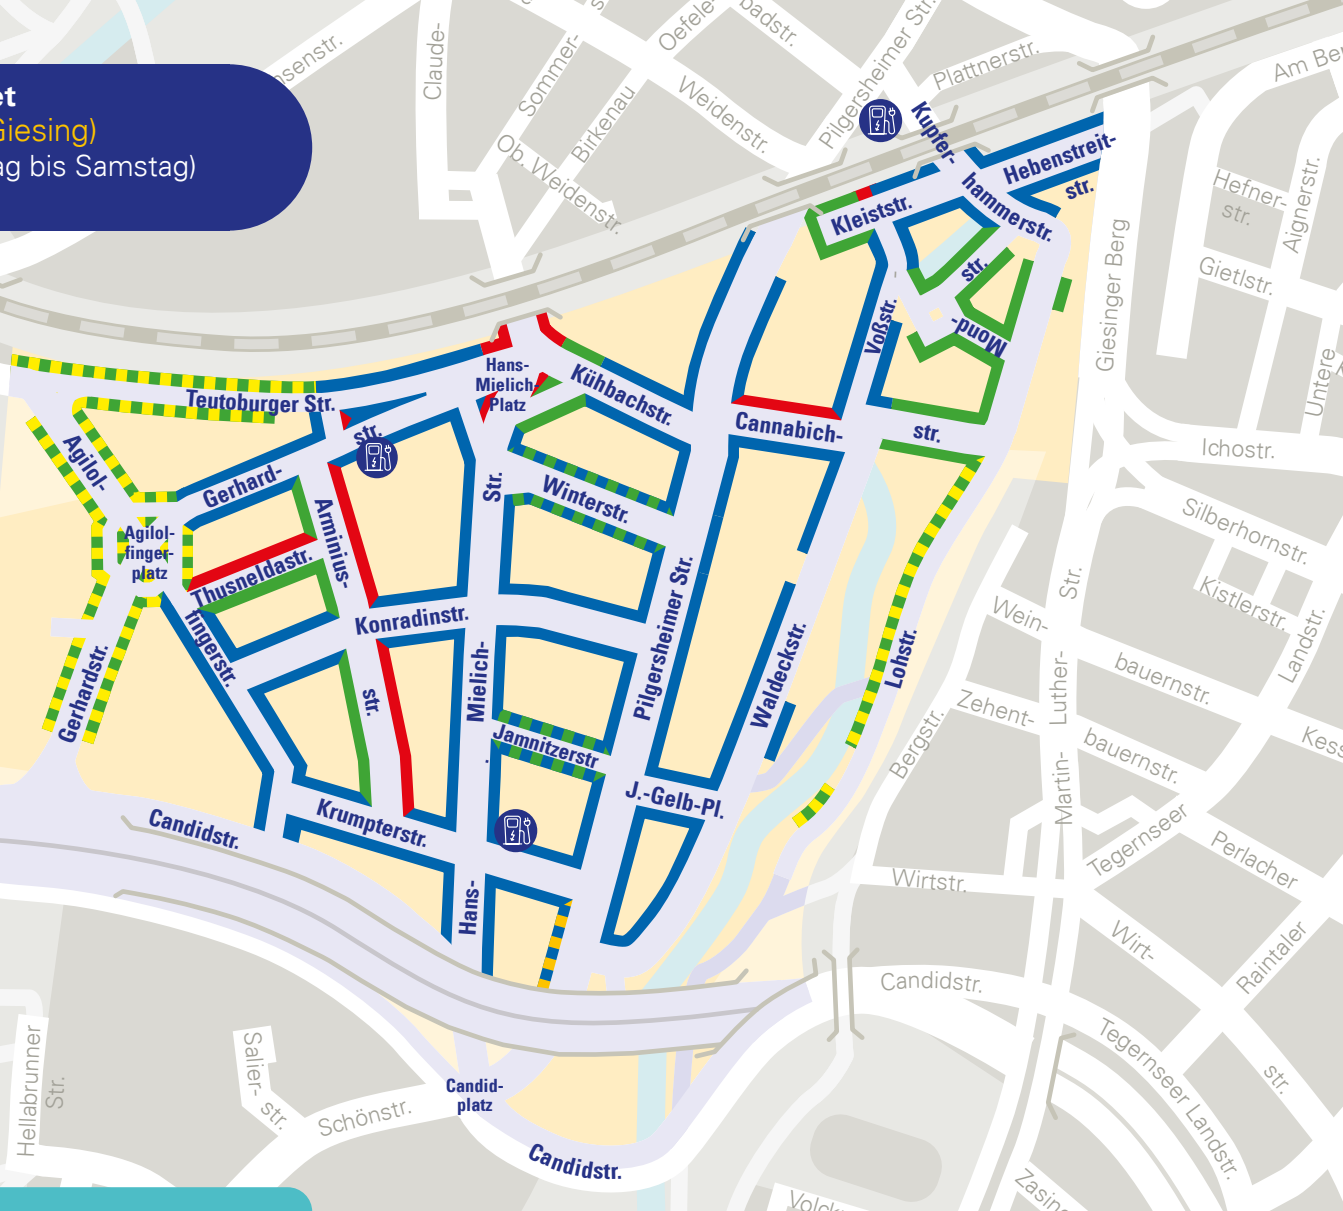 et
Giesing)
ag bis Samstag)
nsenstr.
Claude-
Sommer-
Birkenau
Ob. Weidenstr.
Oefele-
badstr.
Weidenstr.
Pilgersheimer Str.
Plattnerstr.
Am Be
Kupfer-
hammerstr.
Hebenstreit-
str.
Kleiststr.
str.
Mond-
Voßstr.
Hefner-
str.
Aignerstr.
Gietlstr.
Giesinger Berg
Untere
Ichostr.
Silberhornstr.
Kistlerstr.
Landstr.
Teutoburger Str.
Hans-
Mielich-
Platz
Kühbachstr.
Cannabich-
str.
Agilol-
fingerstr.
Gerhard-
str.
Agilol-
finger-
platz
Arminius-
str.
Thusneldastr.
Winterstr.
Str.
Konradinstr.
Mielich-
Hans-
Pilgersheimer Str.
Waldeckstr.
Lohstr.
Jamnitzerstr
J.-Gelb-Pl.
Gerhardstr.
Krumpterstr.
Candidstr.
Wein-
bauernstr.
Zehent-
bauernstr.
Kess
Bergstr.
Str.
Luther-
Martin-
Tegernseer
Perlacher
Wirtstr.
Wirt-
str.
Raintaler
Candidstr.
Tegernseer Landstr.
Hellabrunner
Str.
Salier-
str.
Schönstr.
Candid-
platz
Candidstr.
Volck
Zasing